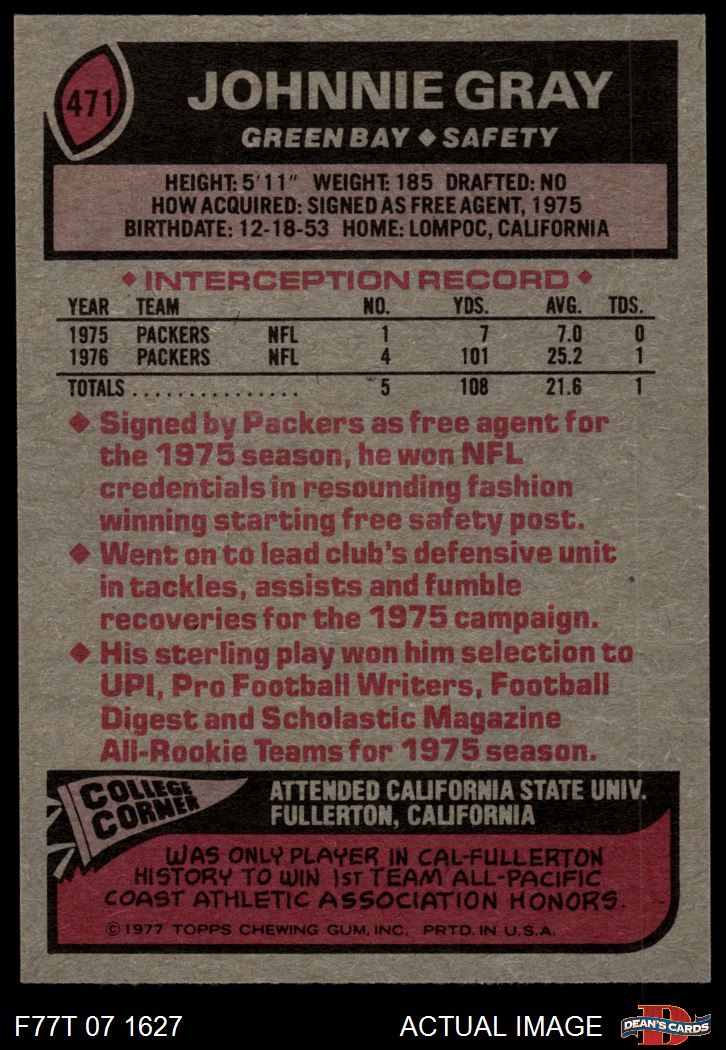 471
JOHNNIE GRAY
GREEN BAY ◆ SAFETY
HEIGHT: 5'11" WEIGHT: 185 DRAFTED: NO
HOW ACQUIRED: SIGNED AS FREE AGENT, 1975
BIRTHDATE: 12-18-53 HOME: LOMPOC, CALIFORNIA
◆ INTERCEPTION RECORD ◆
YEAR TEAM NO. YDS. AVG. TDS.
1975 PACKERS NFL 1 7 7.0 0
1976 PACKERS NFL 4 101 25.2 1
TOTALS ............... 5 108 21.6 1
◆ Signed by Packers as free agent for
the 1975 season, he won NFL
credentials in resounding fashion
winning starting free safety post.
◆ Went on to lead club's defensive unit
in tackles, assists and fumble
recoveries for the 1975 campaign.
◆ His sterling play won him selection to
UPI, Pro Football Writers, Football
Digest and Scholastic Magazine
All-Rookie Teams for 1975 season.
COLLEGE
CORNER
ATTENDED CALIFORNIA STATE UNIV.
FULLERTON, CALIFORNIA
WAS ONLY PLAYER IN CAL-FULLERTON
HISTORY TO WIN 1ST TEAM ALL-PACIFIC
COAST ATHLETIC ASSOCIATION HONORS.
©1977 TOPPS CHEWING GUM, INC. PRTD. IN U.S.A.
F77T 07 1627
ACTUAL IMAGE
D
DEAN'S CARDS